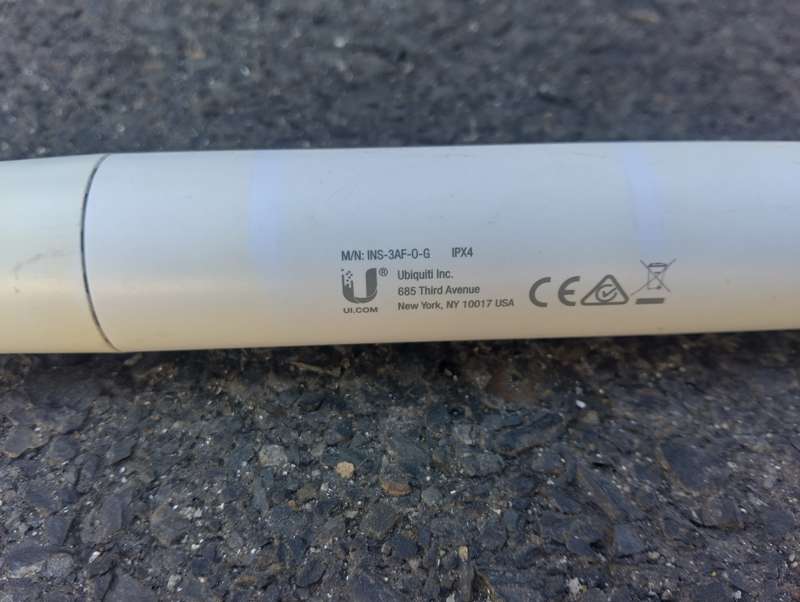 M/N: INS-3AF-O-G IPX4
U®
UI.COM
Ubiquiti Inc.
685 Third Avenue
New York, NY 10017 USA
CE